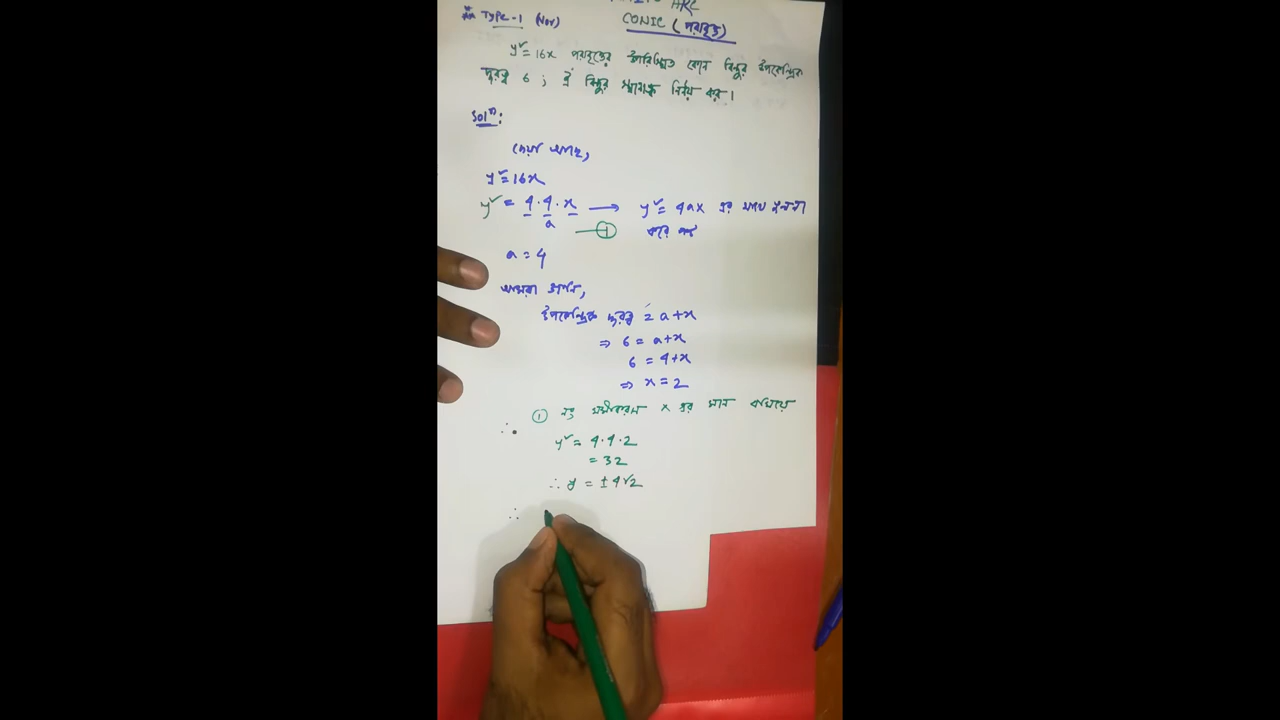 ARC
** Type-1 (Nov)
CONIC (পরাবৃত্ত)
y² = 16x পরাবৃত্তের উপরিস্থিত কোন বিন্দুর উপকেন্দ্রিক
দূরত্ব 6 ; ঐ বিন্দুর স্থানাঙ্ক নির্ণয় কর।
Solⁿ:
দেয়া আছে,
y² = 16x
y² = 4·4·x → y² = 4ax এর সাথে তুলনা
a
— ① করে পাই
a = 4
আমরা জানি,
উপকেন্দ্রিক দূরত্ব = a+x
⇒ 6 = a+x
6 = 4+x
⇒ x = 2
∴ ① নং সমীকরণে x এর মান বসিয়ে
y² = 4·4·2
= 32
∴ y = ±4√2
∴